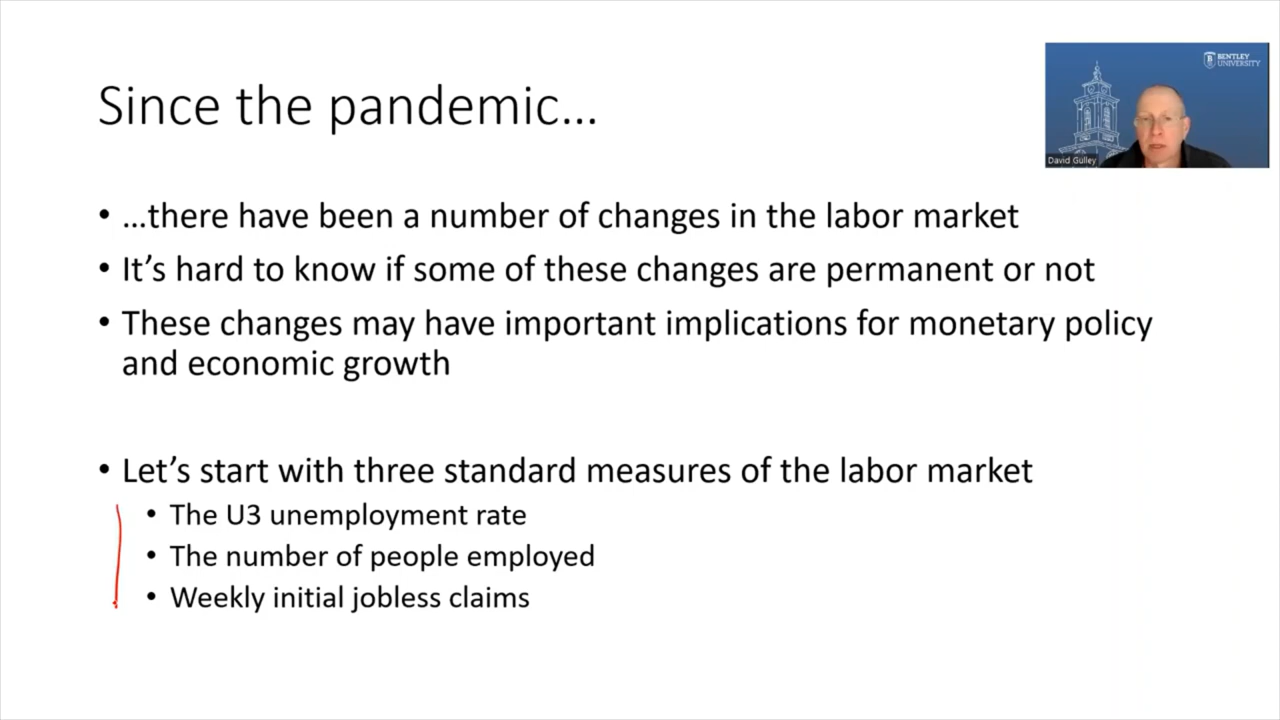 Since the pandemic...
BENTLEY
UNIVERSITY
David Gulley
• ...there have been a number of changes in the labor market
• It’s hard to know if some of these changes are permanent or not
• These changes may have important implications for monetary policy
and economic growth
• Let’s start with three standard measures of the labor market
• The U3 unemployment rate
• The number of people employed
• Weekly initial jobless claims